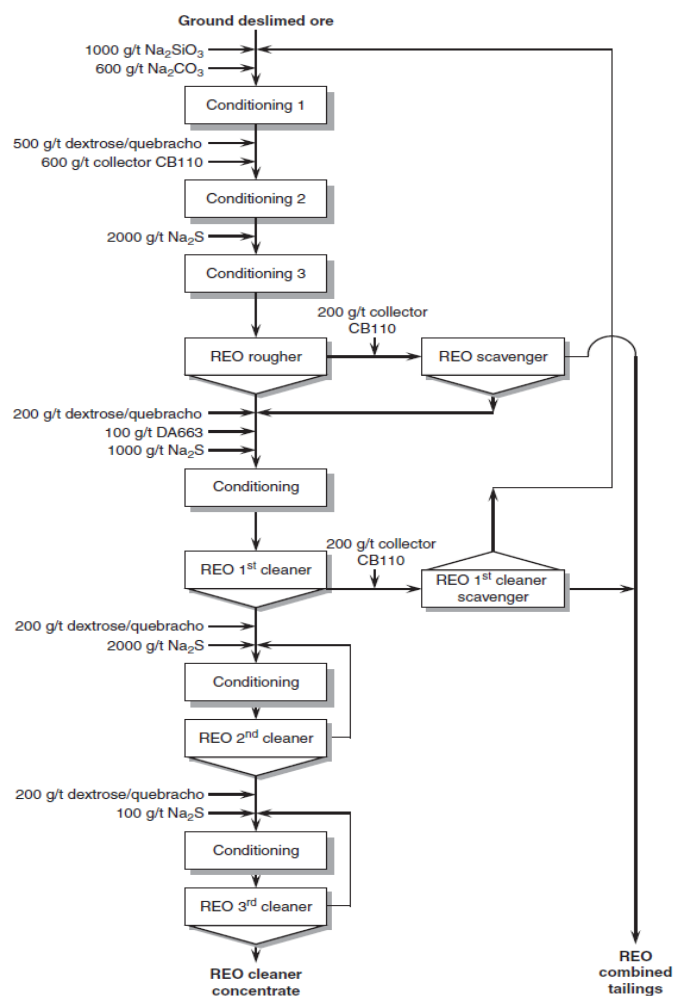 Ground deslimed ore
1000 g/t Na₂SiO₃
600 g/t Na₂CO₃
Conditioning 1
500 g/t dextrose/quebracho
600 g/t collector CB110
Conditioning 2
2000 g/t Na₂S
Conditioning 3
200 g/t collector
CB110
REO rougher
REO scavenger
200 g/t dextrose/quebracho
100 g/t DA663
1000 g/t Na₂S
Conditioning
200 g/t collector
CB110
REO 1ˢᵗ cleaner
REO 1ˢᵗ cleaner
scavenger
200 g/t dextrose/quebracho
2000 g/t Na₂S
Conditioning
REO 2ⁿᵈ cleaner
200 g/t dextrose/quebracho
100 g/t Na₂S
Conditioning
REO 3ʳᵈ cleaner
REO cleaner
concentrate
REO
combined
tailings